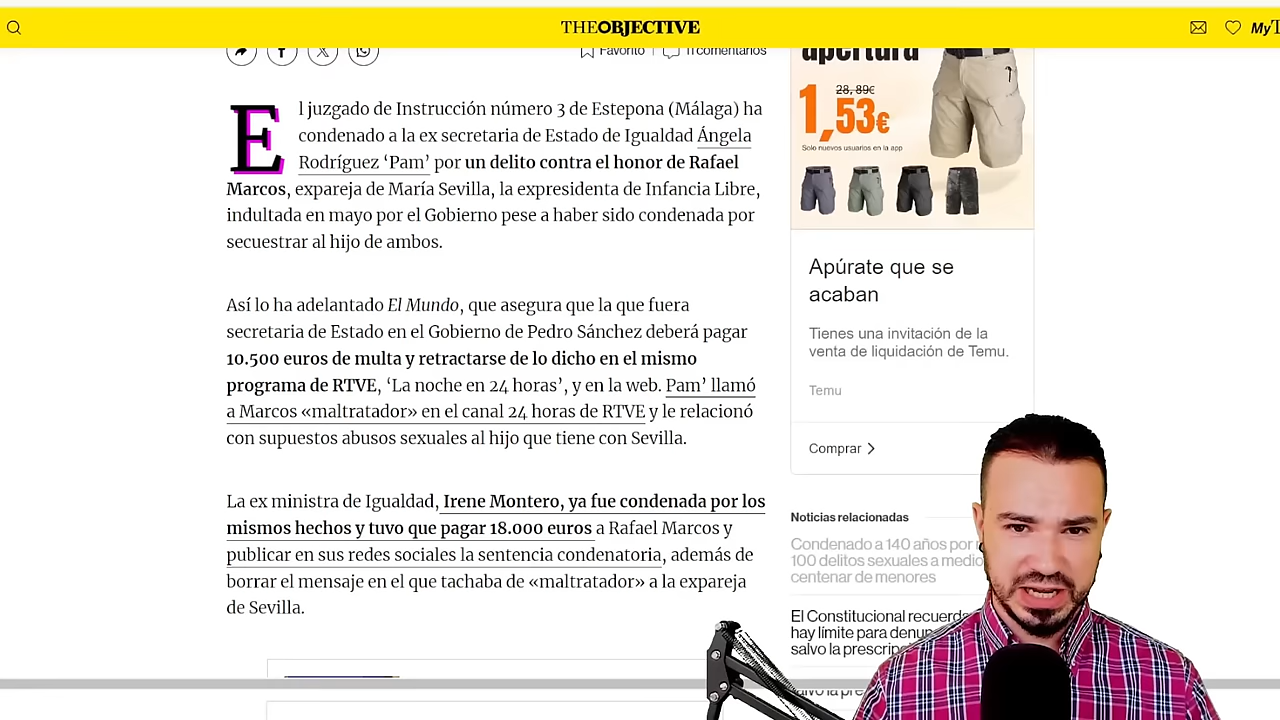 THE OBJECTIVE
My
Favorito
11 comentarios
El juzgado de Instrucción número 3 de Estepona (Málaga) ha
condenado a la ex secretaria de Estado de Igualdad Ángela
Rodríguez ‘Pam’ por un delito contra el honor de Rafael
Marcos, expareja de María Sevilla, la expresidenta de Infancia Libre,
indultada en mayo por el Gobierno pese a haber sido condenada por
secuestrar al hijo de ambos.
Así lo ha adelantado El Mundo, que asegura que la que fuera
secretaria de Estado en el Gobierno de Pedro Sánchez deberá pagar
10.500 euros de multa y retractarse de lo dicho en el mismo
programa de RTVE, ‘La noche en 24 horas’, y en la web. Pam’ llamó
a Marcos «maltratador» en el canal 24 horas de RTVE y le relacionó
con supuestos abusos sexuales al hijo que tiene con Sevilla.
La ex ministra de Igualdad, Irene Montero, ya fue condenada por los
mismos hechos y tuvo que pagar 18.000 euros a Rafael Marcos y
publicar en sus redes sociales la sentencia condenatoria, además de
borrar el mensaje en el que tachaba de «maltratador» a la expareja
de Sevilla.
apertura
28,89€
1,53€
Solo nuevos usuarios en la app
Apúrate que se
acaban
Tienes una invitación de la
venta de liquidación de Temu.
Temu
Comprar
Noticias relacionadas
Condenado a 140 años por
100 delitos sexuales a medio
centenar de menores
El Constitucional recuerda
hay límite para
salvo la
salvo la pre